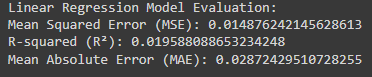 Linear Regression Model Evaluation:
Mean Squared Error (MSE): 0.014876242145628613
R-squared (R²): 0.019588088653234248
Mean Absolute Error (MAE): 0.02872429510728255